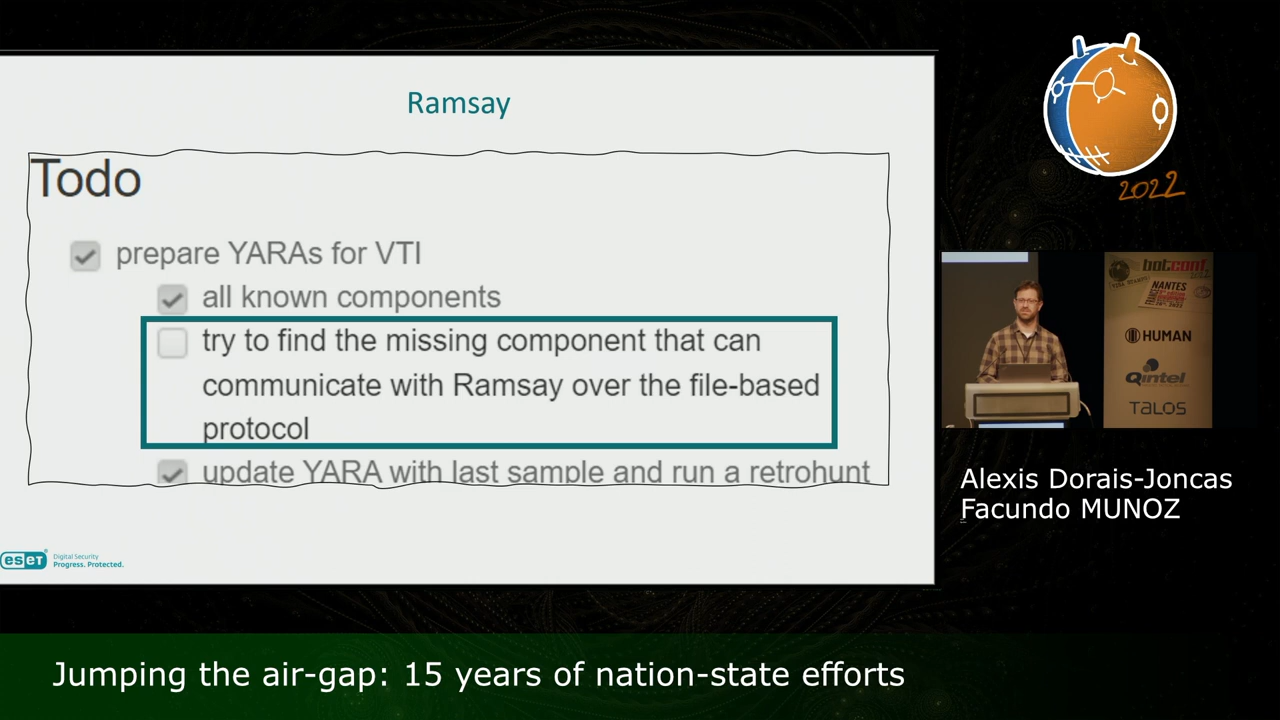 Ramsay
Todo
prepare YARAs for VTI
all known components
try to find the missing component that can
communicate with Ramsay over the file-based
protocol
update YARA with last sample and run a retrohunt
eseT
Digital Security
Progress. Protected.
2022
botconf
NANTES
HUMAN
Qintel
TaLOS
Alexis Dorais-Joncas
Facundo MUNOZ
Jumping the air-gap: 15 years of nation-state efforts